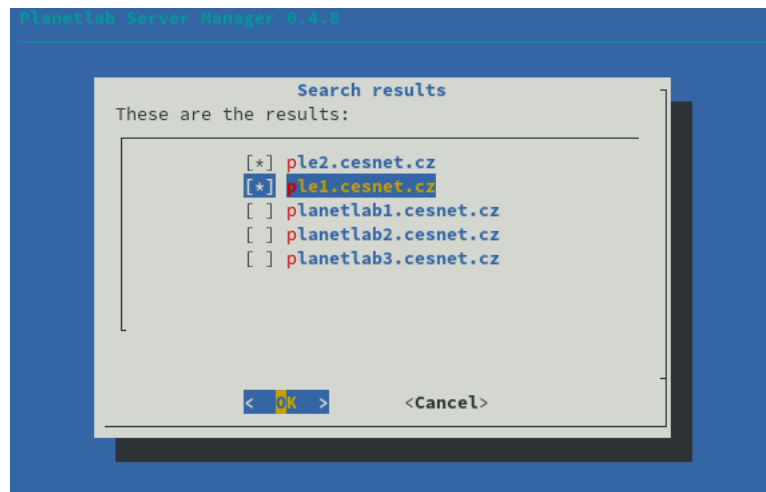 Planetlab Server Manager 0.4.0
Search results
These are the results:
[*] ple2.cesnet.cz
[*] ple1.cesnet.cz
[ ] planetlab1.cesnet.cz
[ ] planetlab2.cesnet.cz
[ ] planetlab3.cesnet.cz
< OK > <Cancel>